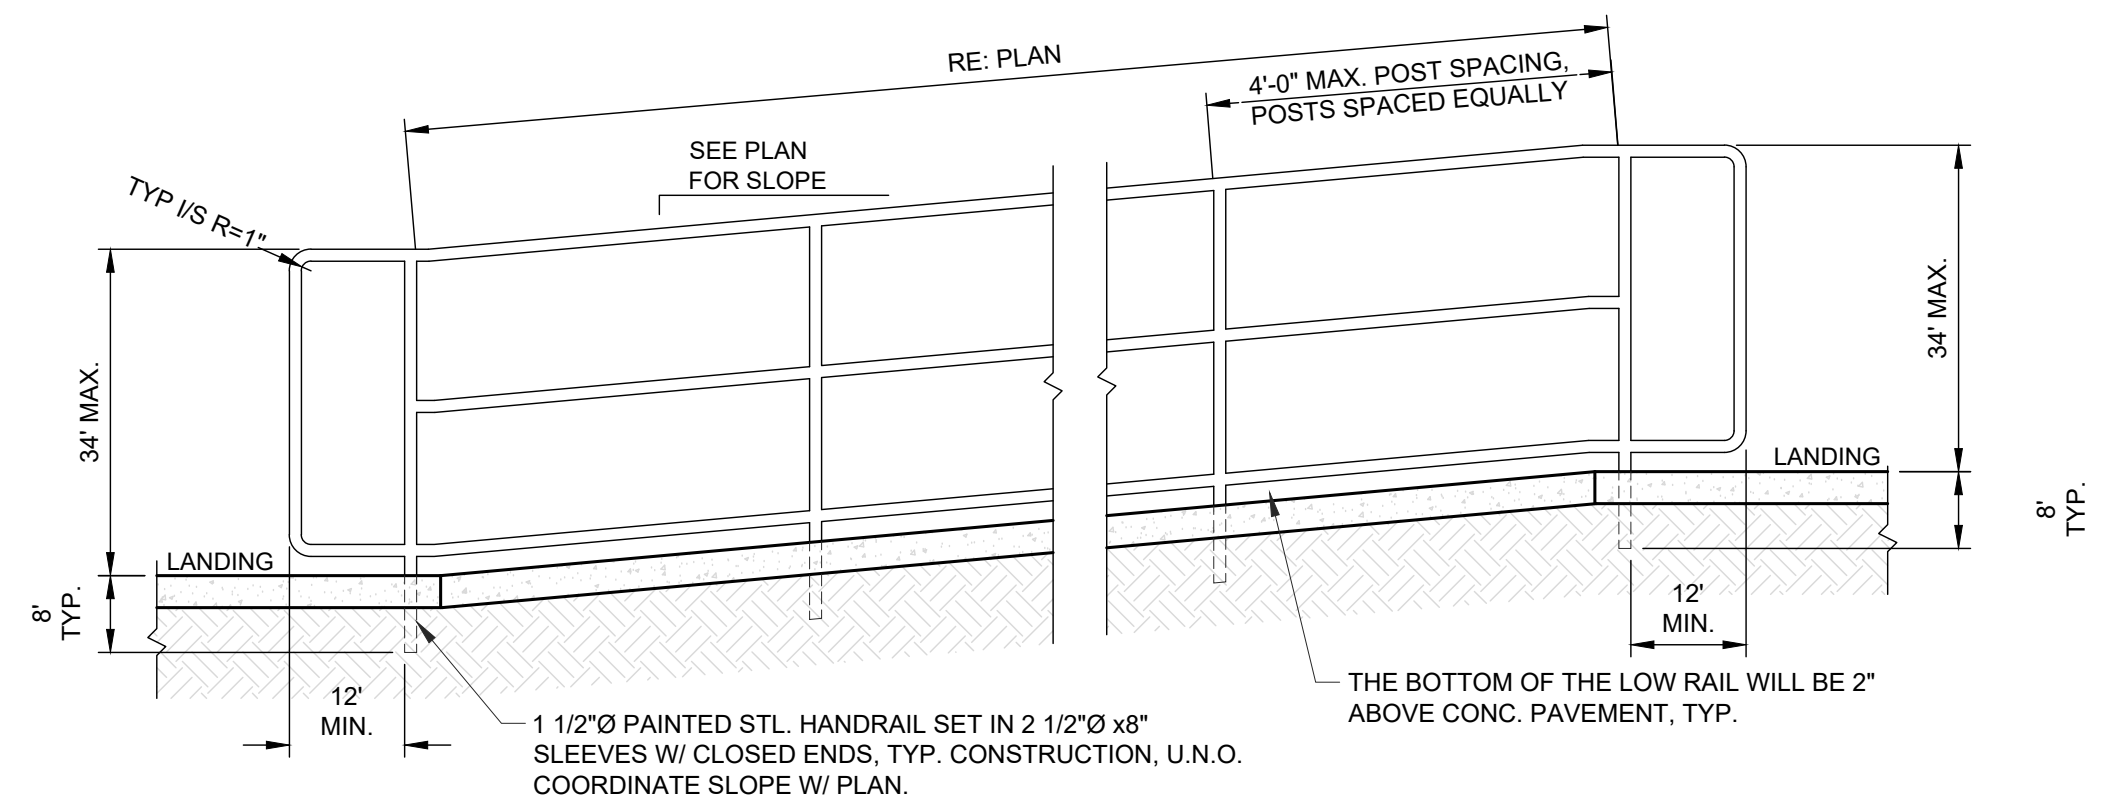 RE: PLAN
4'-0" MAX. POST SPACING,
POSTS SPACED EQUALLY
SEE PLAN
FOR SLOPE
TYP I/S R=1"
34' MAX.
34' MAX.
LANDING
LANDING
8'
TYP.
8'
TYP.
12'
MIN.
12'
MIN.
1 1/2"Ø PAINTED STL. HANDRAIL SET IN 2 1/2"Ø x8"
SLEEVES W/ CLOSED ENDS, TYP. CONSTRUCTION, U.N.O.
COORDINATE SLOPE W/ PLAN.
THE BOTTOM OF THE LOW RAIL WILL BE 2"
ABOVE CONC. PAVEMENT, TYP.